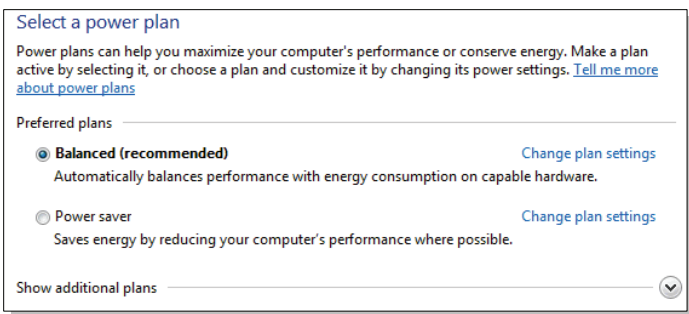 Select a power plan
Power plans can help you maximize your computer's performance or conserve energy. Make a plan
active by selecting it, or choose a plan and customize it by changing its power settings. Tell me more
about power plans
Preferred plans
Balanced (recommended) Change plan settings
Automatically balances performance with energy consumption on capable hardware.
Power saver Change plan settings
Saves energy by reducing your computer's performance where possible.
Show additional plans